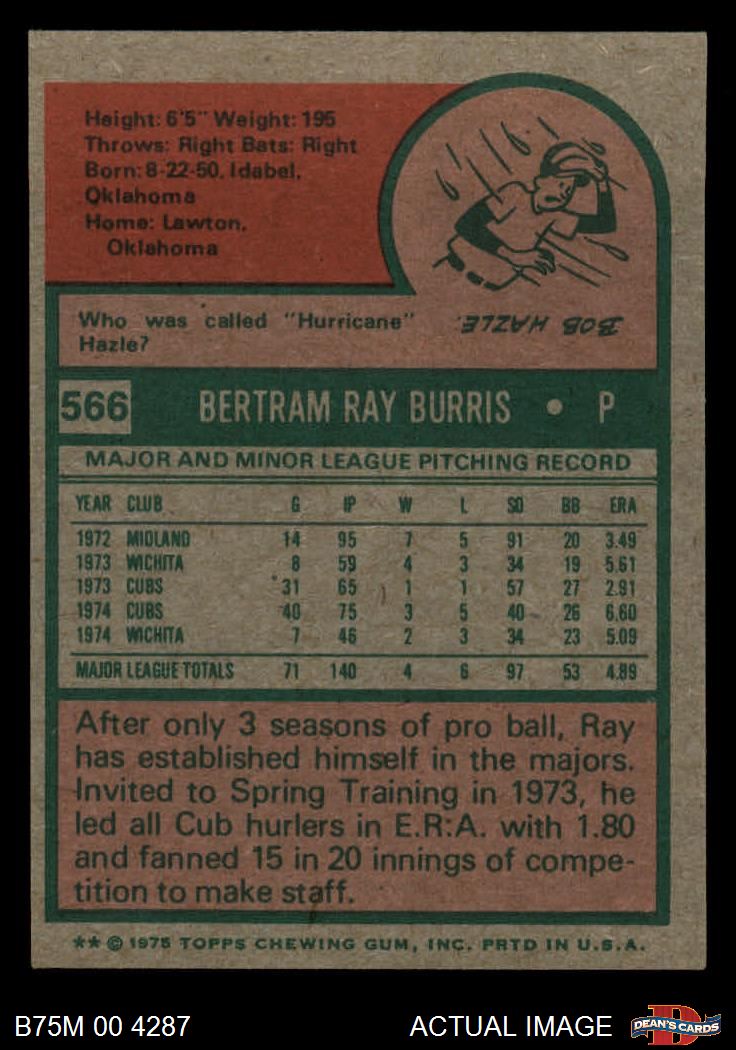 Height: 6'5" Weight: 195
Throws: Right Bats: Right
Born: 8-22-50, Idabel,
Oklahoma
Home: Lawton,
Oklahoma
Who was called "Hurricane"
Hazle?
BOB HAZLE.
566 BERTRAM RAY BURRIS • P
MAJOR AND MINOR LEAGUE PITCHING RECORD
YEAR CLUB G IP W L SO BB ERA
1972 MIDLAND 14 95 7 5 91 20 3.49
1973 WICHITA 8 59 4 3 34 19 5.61
1973 CUBS 31 65 1 1 57 27 2.91
1974 CUBS 40 75 3 5 40 26 6.60
1974 WICHITA 7 46 2 3 34 23 5.09
MAJOR LEAGUE TOTALS 71 140 4 6 97 53 4.89
After only 3 seasons of pro ball, Ray
has established himself in the majors.
Invited to Spring Training in 1973, he
led all Cub hurlers in E.R.A. with 1.80
and fanned 15 in 20 innings of compe-
tition to make staff.
** © 1975 TOPPS CHEWING GUM, INC. PRTD IN U.S.A.
B75M 00 4287 ACTUAL IMAGE
D
DEAN'S CARDS